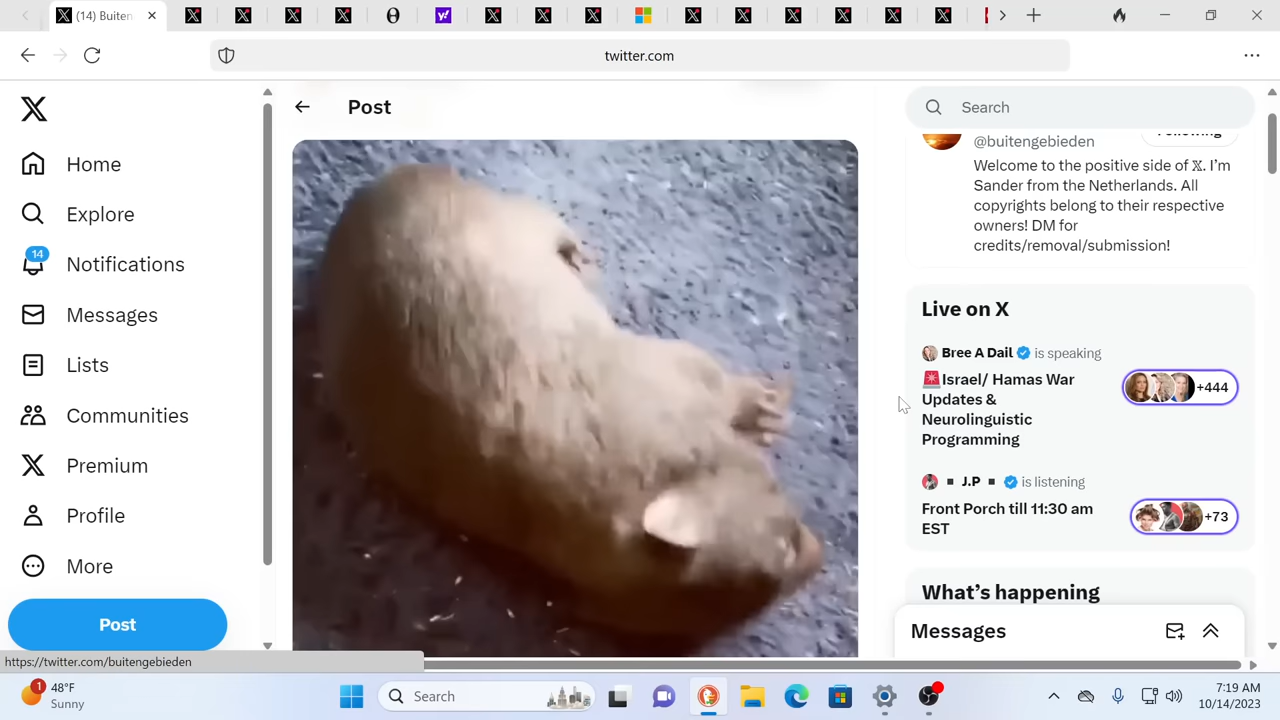 (14) Buiten
twitter.com
Post
Search
Home
Explore
14
Notifications
Messages
Lists
Communities
Premium
Profile
More
Post
@buitengebieden
Following
Welcome to the positive side of 𝕏. I'm
Sander from the Netherlands. All
copyrights belong to their respective
owners! DM for
credits/removal/submission!
Live on X
Bree A Dail is speaking
🚨Israel/ Hamas War
Updates &
Neurolinguistic
Programming
+444
▪ J.P ▪ is listening
Front Porch till 11:30 am
EST
+73
What's happening
Messages
https://twitter.com/buitengebieden
1
48°F
Sunny
Search
7:19 AM
10/14/2023